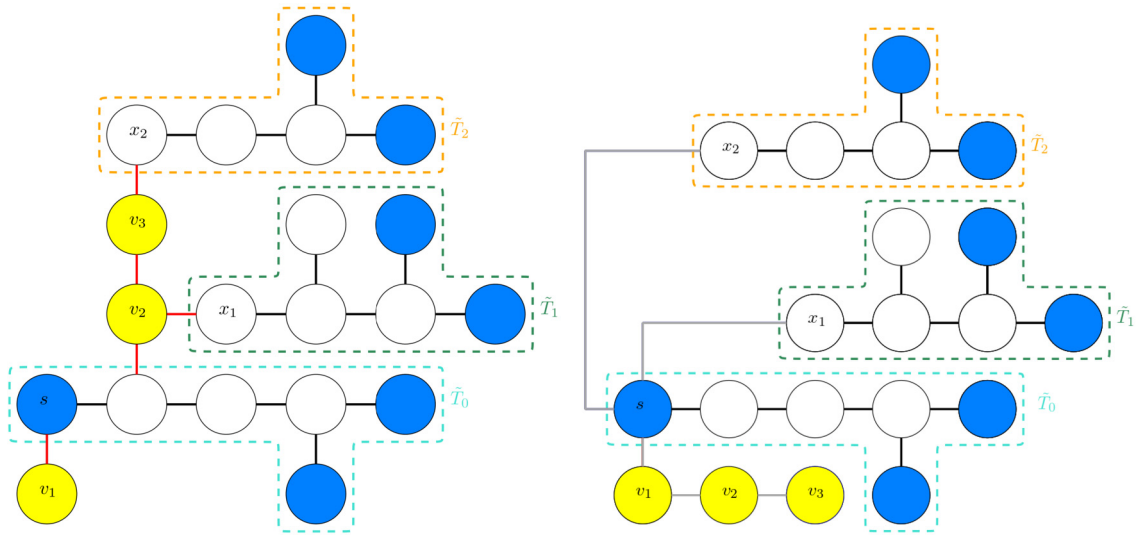 x₂
T̃₂
v₃
v₂
x₁
T̃₁
s
T̃₀
v₁
x₂
T̃₂
x₁
T̃₁
s
T̃₀
v₁ v₂ v₃